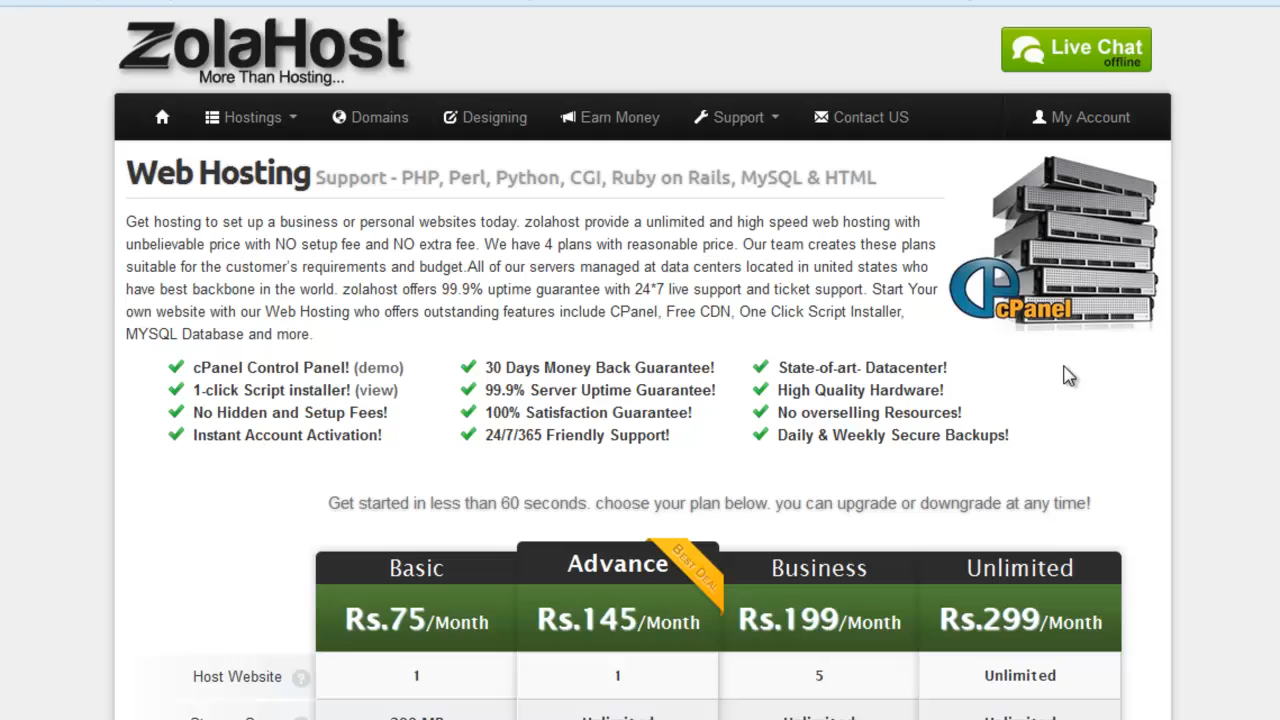 ZolaHost
More Than Hosting...
Live Chat
offline
Hostings Domains Designing Earn Money Support Contact US My Account
Web Hosting Support - PHP, Perl, Python, CGI, Ruby on Rails, MySQL & HTML
Get hosting to set up a business or personal websites today. zolahost provide a unlimited and high speed web hosting with
unbelievable price with NO setup fee and NO extra fee. We have 4 plans with reasonable price. Our team creates these plans
suitable for the customer's requirements and budget.All of our servers managed at data centers located in united states who
have best backbone in the world. zolahost offers 99.9% uptime guarantee with 24*7 live support and ticket support. Start Your
own website with our Web Hosting who offers outstanding features include CPanel, Free CDN, One Click Script Installer,
MYSQL Database and more.
cPanel
cPanel Control Panel! (demo) 30 Days Money Back Guarantee! State-of-art- Datacenter!
1-click Script installer! (view) 99.9% Server Uptime Guarantee! High Quality Hardware!
No Hidden and Setup Fees! 100% Satisfaction Guarantee! No overselling Resources!
Instant Account Activation! 24/7/365 Friendly Support! Daily & Weekly Secure Backups!
Get started in less than 60 seconds. choose your plan below. you can upgrade or downgrade at any time!
Basic Advance Best Deal Business Unlimited
Rs.75/Month Rs.145/Month Rs.199/Month Rs.299/Month
Host Website ? 1 1 5 Unlimited